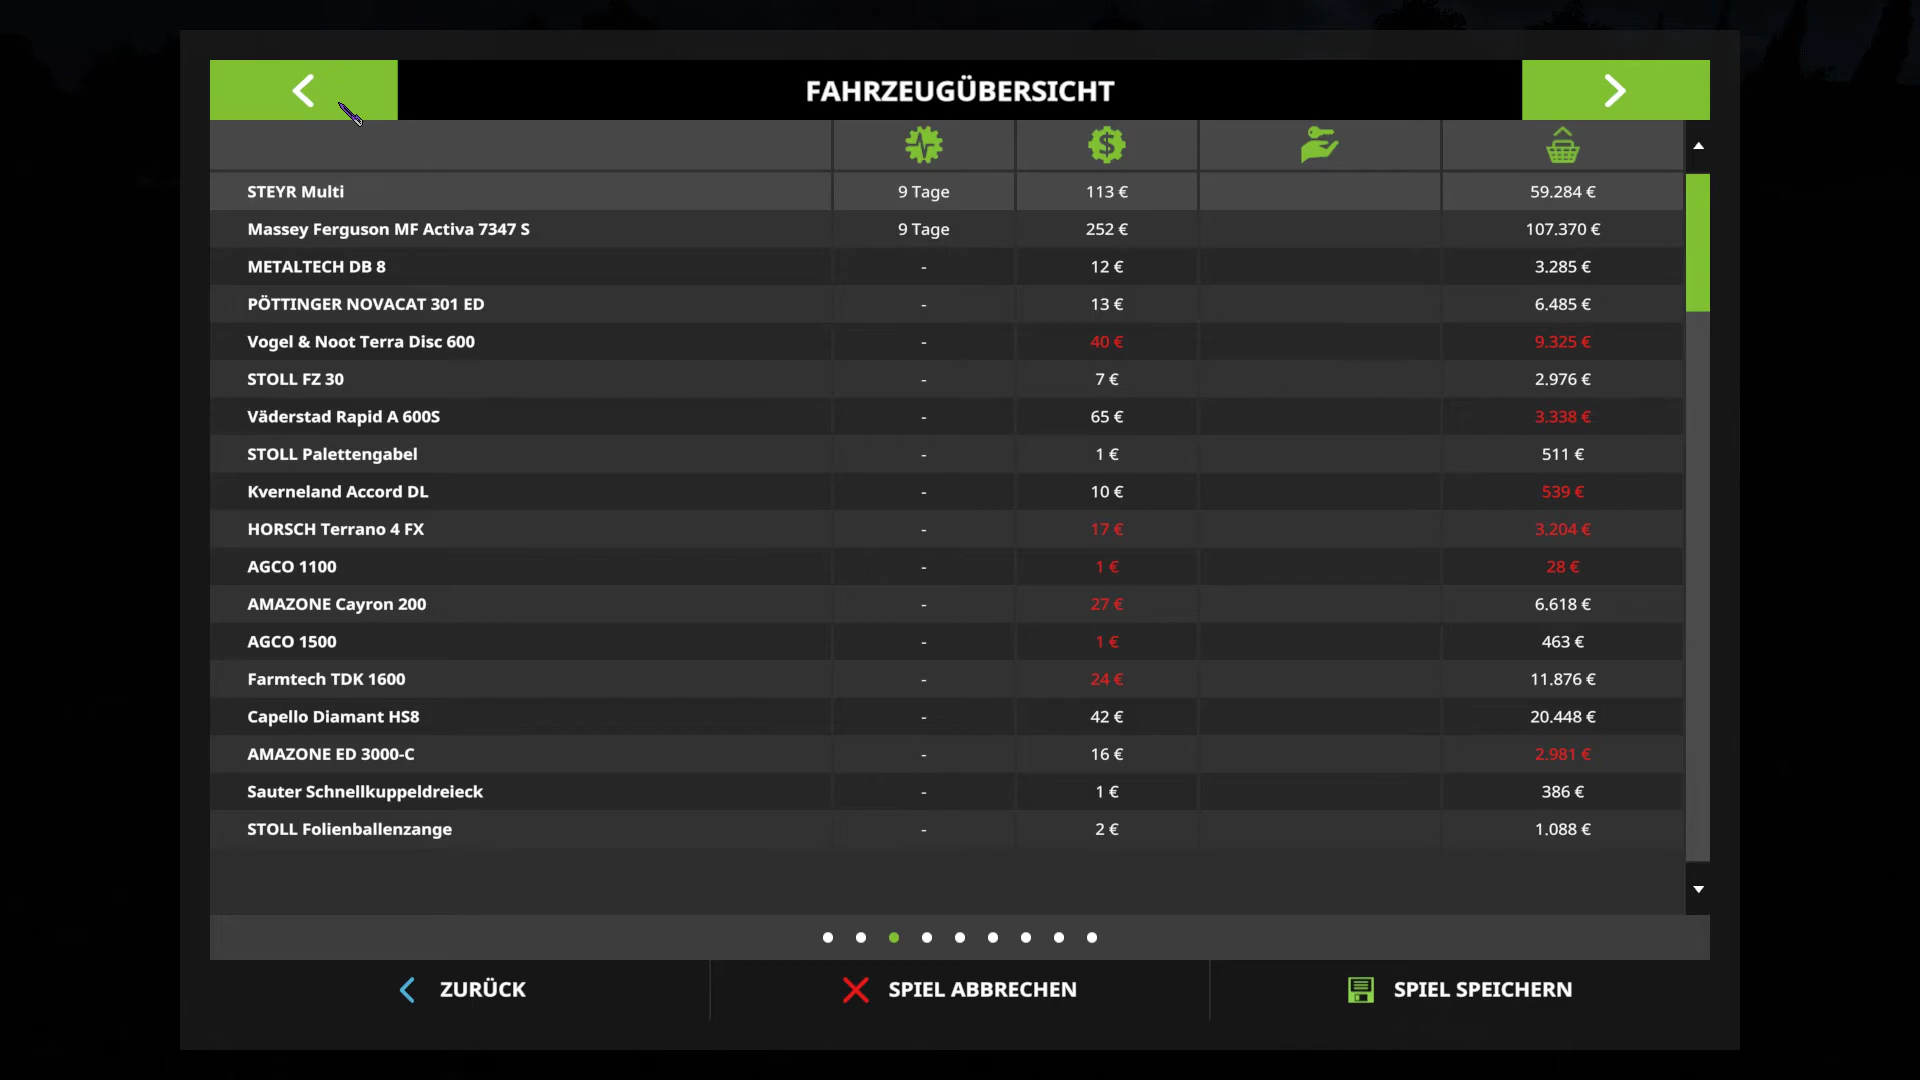 FAHRZEUGÜBERSICHT
STEYR Multi 9 Tage 113 € 59.284 €
Massey Ferguson MF Activa 7347 S 9 Tage 252 € 107.370 €
METALTECH DB 8 - 12 € 3.285 €
PÖTTINGER NOVACAT 301 ED - 13 € 6.485 €
Vogel & Noot Terra Disc 600 - 40 € 9.325 €
STOLL FZ 30 - 7 € 2.976 €
Väderstad Rapid A 600S - 65 € 3.338 €
STOLL Palettengabel - 1 € 511 €
Kverneland Accord DL - 10 € 539 €
HORSCH Terrano 4 FX - 17 € 3.204 €
AGCO 1100 - 1 € 28 €
AMAZONE Cayron 200 - 27 € 6.618 €
AGCO 1500 - 1 € 463 €
Farmtech TDK 1600 - 24 € 11.876 €
Capello Diamant HS8 - 42 € 20.448 €
AMAZONE ED 3000-C - 16 € 2.981 €
Sauter Schnellkuppeldreieck - 1 € 386 €
STOLL Folienballenzange - 2 € 1.088 €
ZURÜCK SPIEL ABBRECHEN SPIEL SPEICHERN